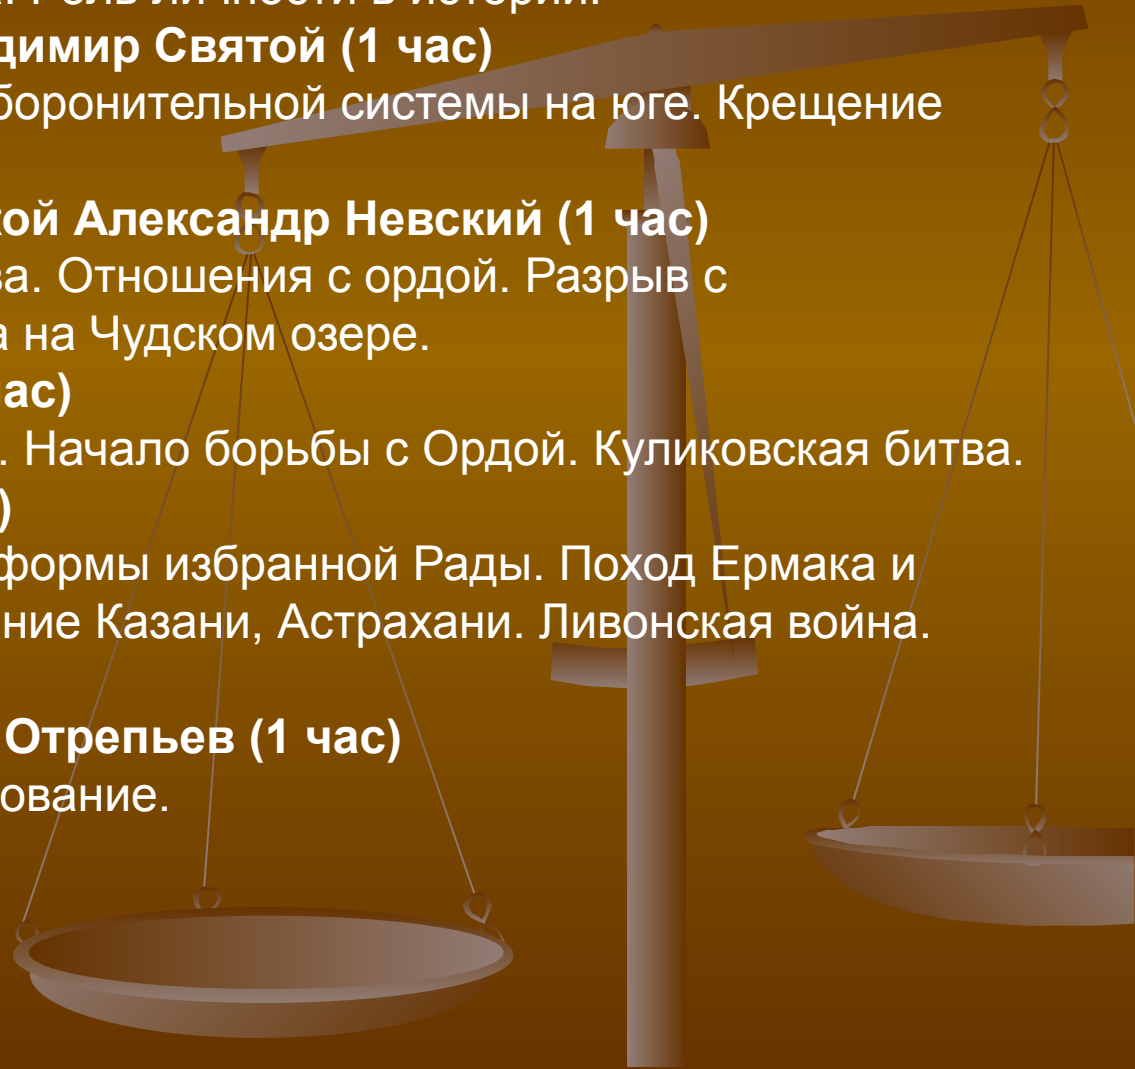 Роль личности в истории.
димир Святой (1 час)
боронительной системы на юге. Крещение
кой Александр Невский (1 час)
ва. Отношения с ордой. Разрыв с
а на Чудском озере.
час)
. Начало борьбы с Ордой. Куликовская битва.
)
формы избранной Рады. Поход Ермака и
ние Казани, Астрахани. Ливонская война.
Отрепьев (1 час)
ование.